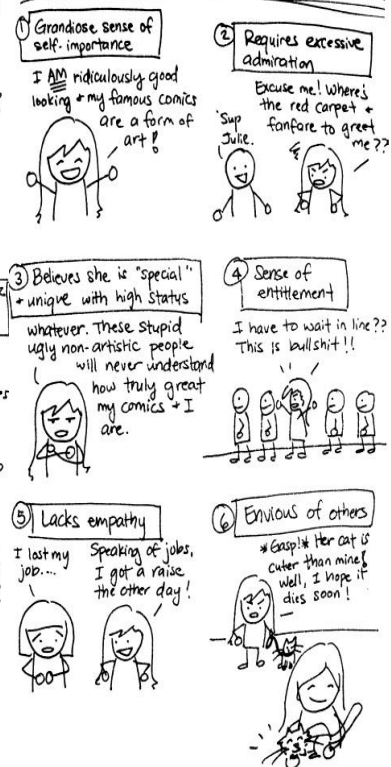 1 Grandiose sense of
self-importance
I AM ridiculously good
looking + my famous comics
are a form of
art!
2 Requires excessive
admiration
Excuse me! Where's
the red carpet +
fanfare to greet
me??
'Sup
Julie.
3 Believes she is "special"
+ unique with high status
Whatever. These stupid
ugly non-artistic people
will never understand
how truly great
my comics + I
are.
4 Sense of
entitlement
I have to wait in line??
This is bullshit!!
5 Lacks empathy
I lost my
job....
Speaking of jobs,
I got a raise
the other day!
6 Envious of others
*Gasp!* Her cat is
cuter than mine!
Well, I hope it
dies soon!